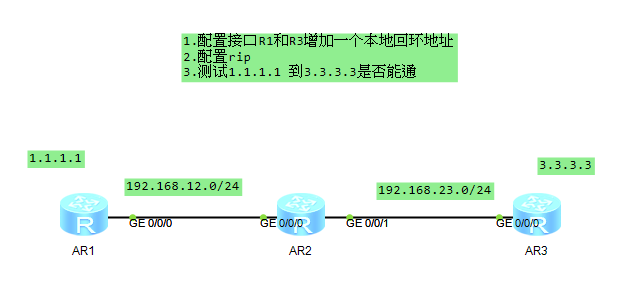 1.配置接口R1和R3增加一个本地回环地址
2.配置rip
3.测试1.1.1.1 到3.3.3.3是否能通
1.1.1.1
3.3.3.3
192.168.12.0/24
192.168.23.0/24
R
R
R
GE 0/0/0
GE 0/0/0
GE 0/0/1
GE 0/0/0
AR1
AR2
AR3